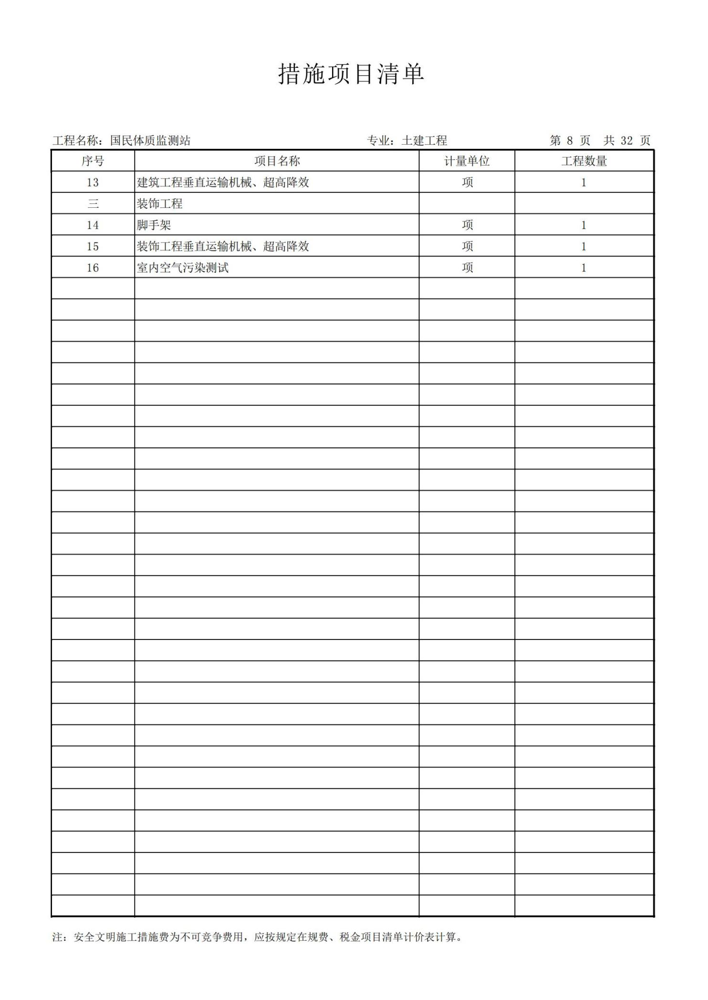 措施项目清单
工程名称：国民体质监测站 专业：土建工程 第 8 页 共 32 页
序号 项目名称 计量单位 工程数量
13 建筑工程垂直运输机械、超高降效 项 1
三 装饰工程
14 脚手架 项 1
15 装饰工程垂直运输机械、超高降效 项 1
16 室内空气污染测试 项 1
注：安全文明施工措施费为不可竞争费用，应按规定在规费、税金项目清单计价表计算。